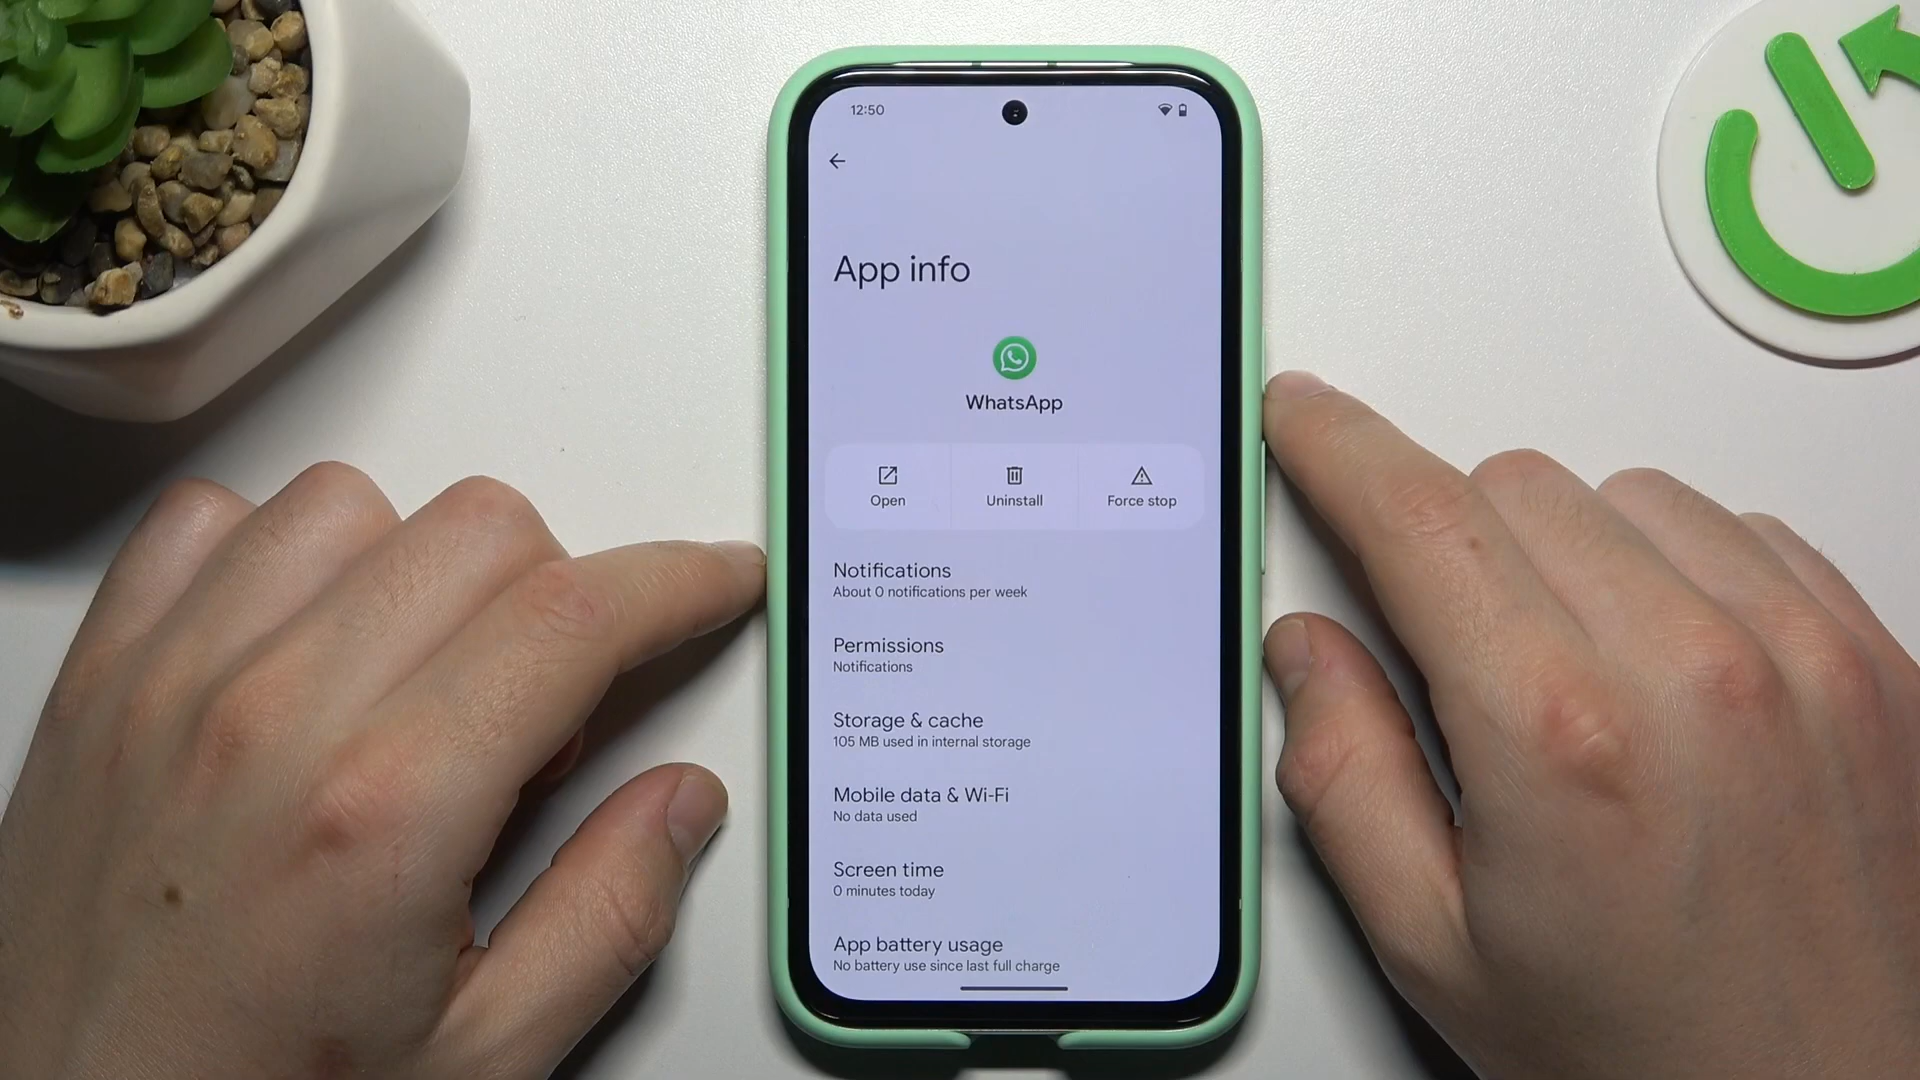 12:50
App info
WhatsApp
Open
Uninstall
Force stop
Notifications
About 0 notifications per week
Permissions
Notifications
Storage & cache
105 MB used in internal storage
Mobile data & Wi-Fi
No data used
Screen time
0 minutes today
App battery usage
No battery use since last full charge